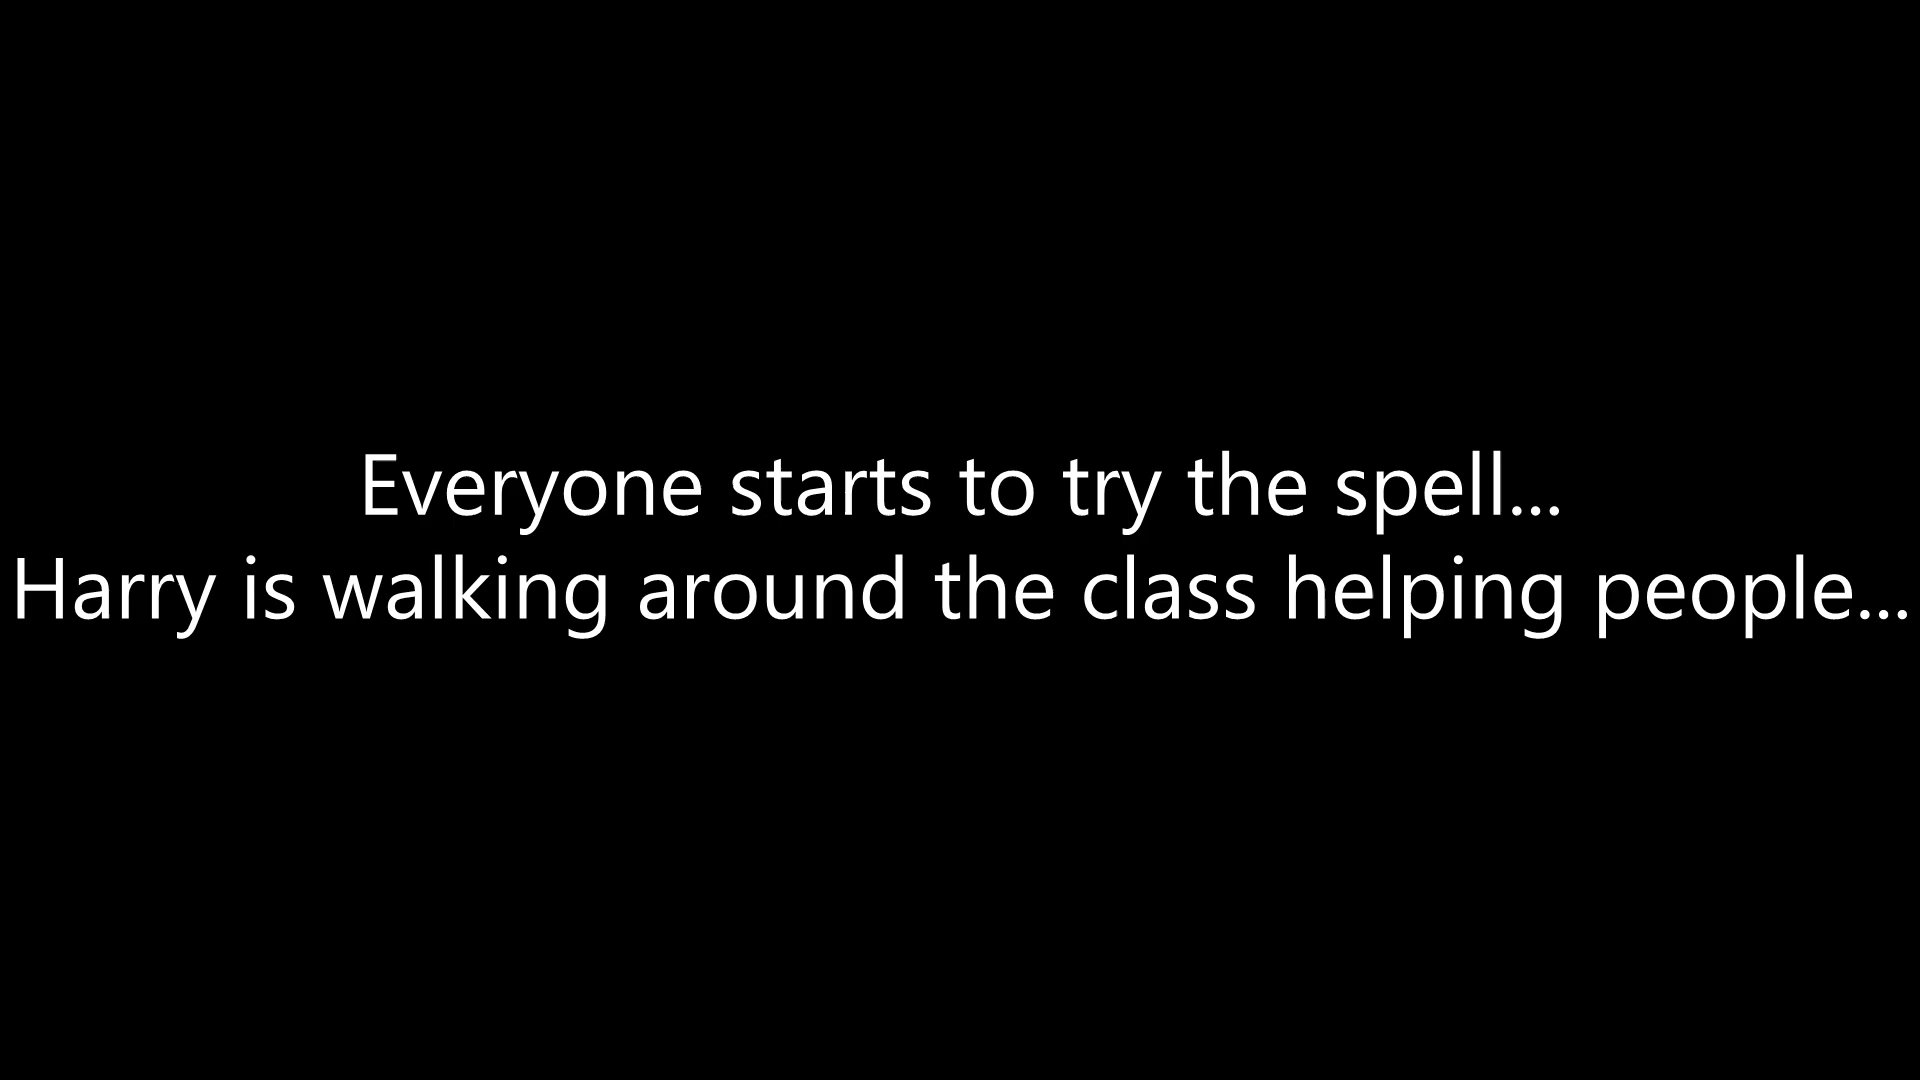 Everyone starts to try the spell...
Harry is walking around the class helping people...